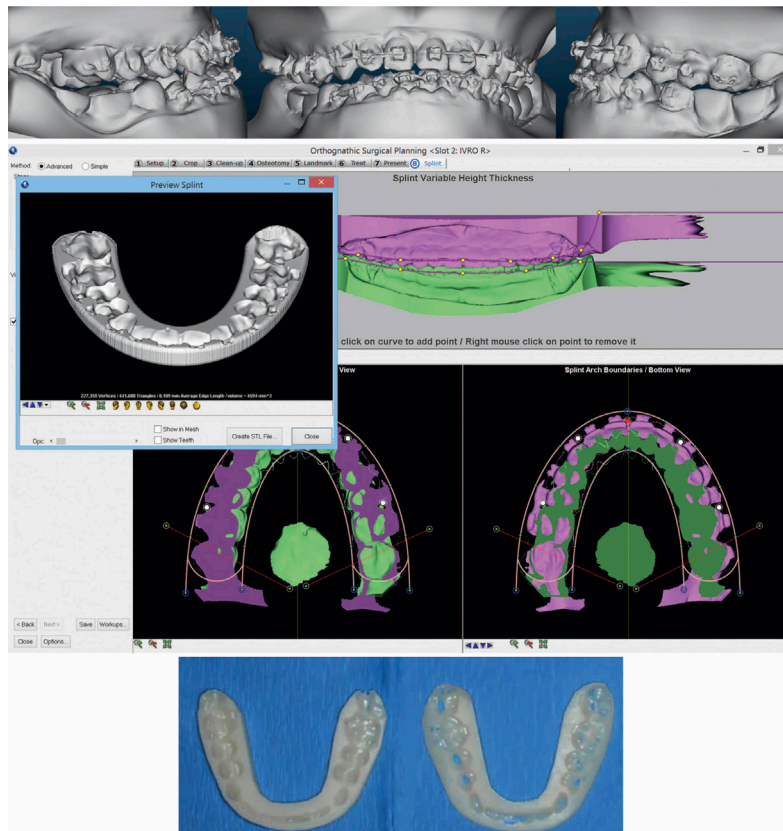 Orthognathic Surgical Planning <Slot 2: IVRO R>
Method: Advanced Simple
1 Setup 2 Crop 3 Clean-up 4 Osteotomy 5 Landmark 6 Treat 7 Present 8 Splint
Splint Variable Height Thickness
Preview Splint
click on curve to add point / Right mouse click on point to remove it
View
Splint Arch Boundaries / Bottom View
Show in Mesh
Show Teeth
Opc:
Create STL File...
Close
< Back Next > Save Workups...
Close Options...